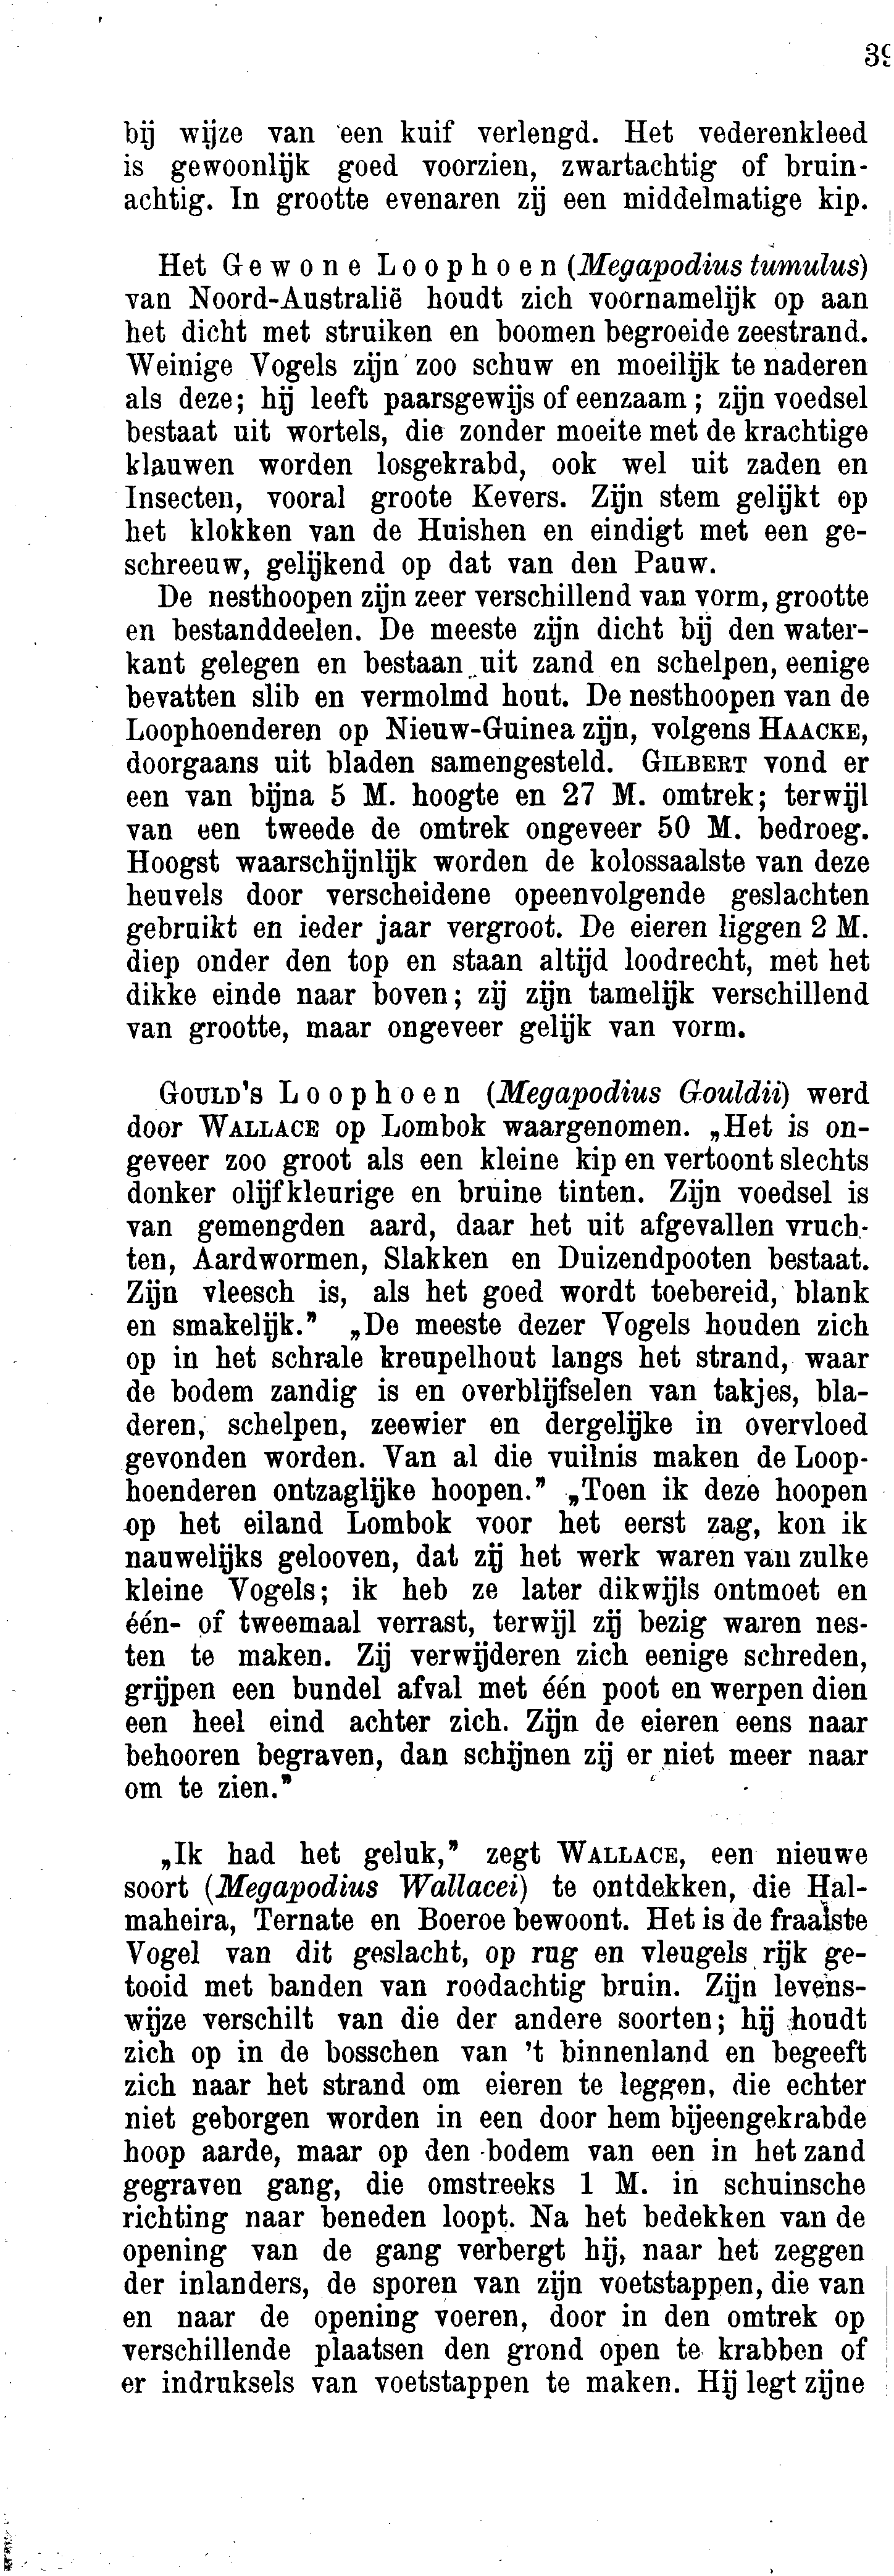 39
bij wijze van een kuif verlengd. Het vederenkleed
is gewoonlijk goed voorzien, zwartachtig of bruin-
achtig. In grootte evenaren zij een middelmatige kip.
Het Gewone Loophoen (Megapodius tumulus)
van Noord-Australië houdt zich voornamelijk op aan
het dicht met struiken en boomen begroeide zeestrand.
Weinige Vogels zijn zoo schuw en moeilijk te naderen
als deze; hij leeft paarsgewijs of eenzaam; zijn voedsel
bestaat uit wortels, die zonder moeite met de krachtige
klauwen worden losgekrabd, ook wel uit zaden en
Insecten, vooral groote Kevers. Zijn stem gelijkt op
het klokken van de Huishen en eindigt met een ge-
schreeuw, gelijkend op dat van den Pauw.
De nesthoopen zijn zeer verschillend van vorm, grootte
en bestanddeelen. De meeste zijn dicht bij den water-
kant gelegen en bestaan uit zand en schelpen, eenige
bevatten slib en vermolmd hout. De nesthoopen van de
Loophoenderen op Nieuw-Guinea zijn, volgens HAACKE,
doorgaans uit bladen samengesteld. GILBERT vond er
een van bijna 5 M. hoogte en 27 M. omtrek; terwijl
van een tweede de omtrek ongeveer 50 M. bedroeg.
Hoogst waarschijnlijk worden de kolossaalste van deze
heuvels door verscheidene opeenvolgende geslachten
gebruikt en ieder jaar vergroot. De eieren liggen 2 M.
diep onder den top en staan altijd loodrecht, met het
dikke einde naar boven; zij zijn tamelijk verschillend
van grootte, maar ongeveer gelijk van vorm.
GOULD's Loophoen (Megapodius Gouldii) werd
door WALLACE op Lombok waargenomen. „Het is on-
geveer zoo groot als een kleine kip en vertoont slechts
donker olijfkleurige en bruine tinten. Zijn voedsel is
van gemengden aard, daar het uit afgevallen vruch-
ten, Aardwormen, Slakken en Duizendpooten bestaat.
Zijn vleesch is, als het goed wordt toebereid, blank
en smakelijk.” „De meeste dezer Vogels houden zich
op in het schrale kreupelhout langs het strand, waar
de bodem zandig is en overblijfselen van takjes, bla-
deren, schelpen, zeewier en dergelijke in overvloed
gevonden worden. Van al die vuilnis maken de Loop-
hoenderen ontzaglijke hoopen.” „Toen ik deze hoopen
op het eiland Lombok voor het eerst zag, kon ik
nauwelijks gelooven, dat zij het werk waren van zulke
kleine Vogels; ik heb ze later dikwijls ontmoet en
één- of tweemaal verrast, terwijl zij bezig waren nes-
ten te maken. Zij verwijderen zich eenige schreden,
grijpen een bundel afval met één poot en werpen dien
een heel eind achter zich. Zijn de eieren eens naar
behooren begraven, dan schijnen zij er niet meer naar
om te zien.”
„Ik had het geluk,” zegt WALLACE, een nieuwe
soort (Megapodius Wallacei) te ontdekken, die Hal-
maheira, Ternate en Boeroe bewoont. Het is de fraaiste
Vogel van dit geslacht, op rug en vleugels rijk ge-
tooid met banden van roodachtig bruin. Zijn levens-
wijze verschilt van die der andere soorten; hij houdt
zich op in de bosschen van 't binnenland en begeeft
zich naar het strand om eieren te leggen, die echter
niet geborgen worden in een door hem bijeengekrabde
hoop aarde, maar op den bodem van een in het zand
gegraven gang, die omstreeks 1 M. in schuinsche
richting naar beneden loopt. Na het bedekken van de
opening van de gang verbergt hij, naar het zeggen
der inlanders, de sporen van zijn voetstappen, die van
en naar de opening voeren, door in den omtrek op
verschillende plaatsen den grond open te krabben of
er indruksels van voetstappen te maken. Hij legt zijne